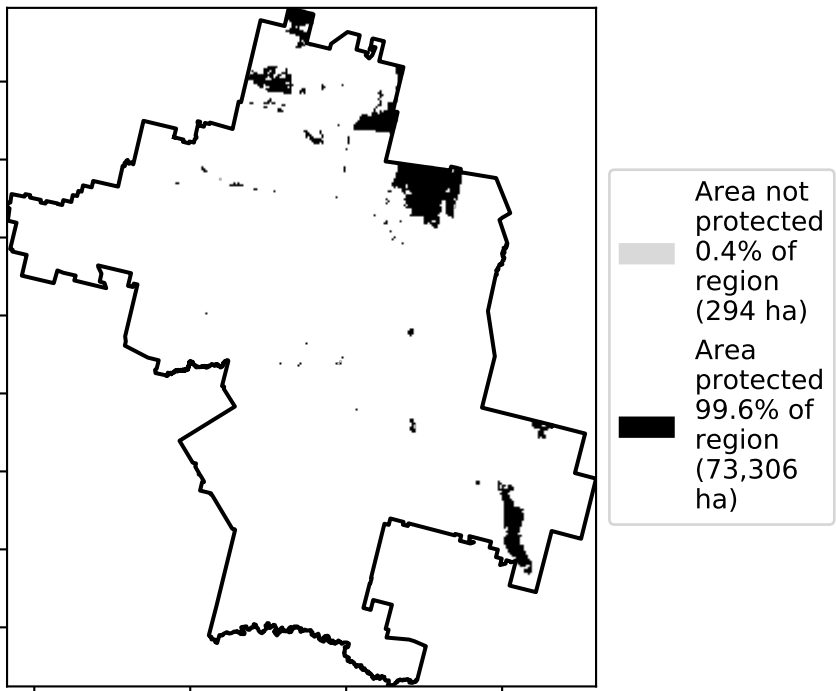 Area not
protected
0.4% of
region
(294 ha)
Area
protected
99.6% of
region
(73,306
ha)